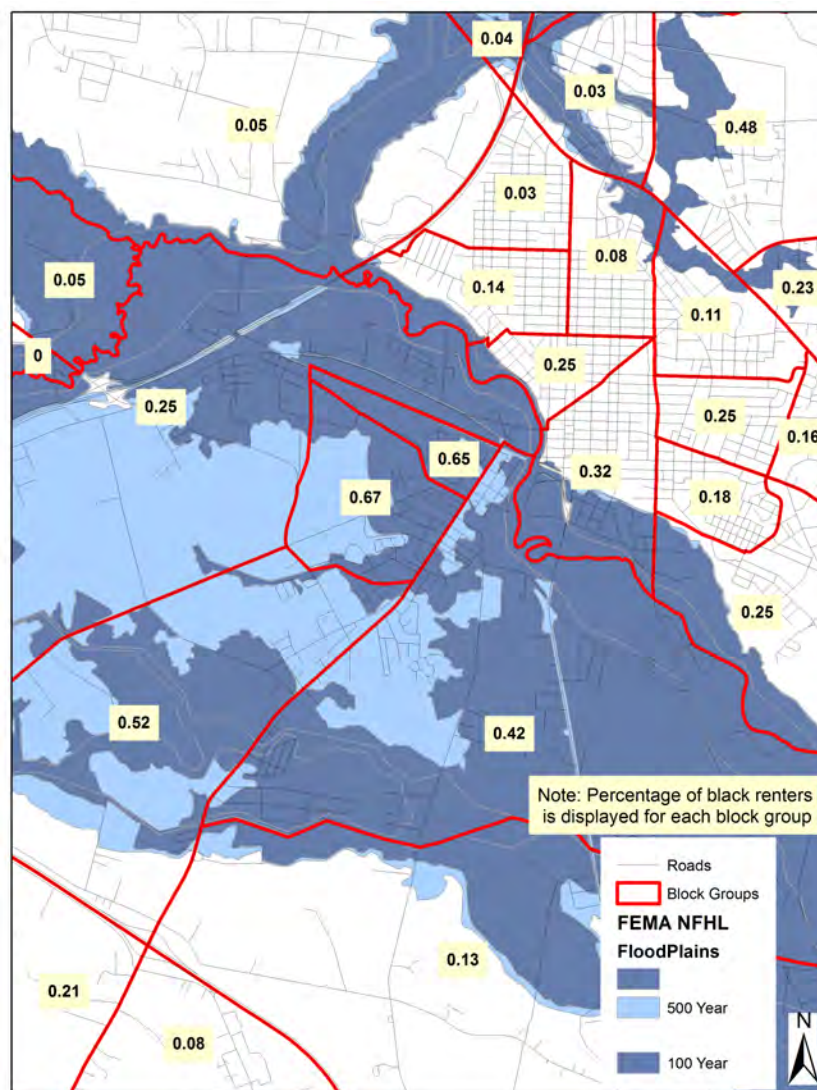 0.04
0.03
0.05
0.48
0.03
0.08
0.05
0.14
0.23
0.11
0
0.25
0.25
0.25
0.16
0.65
0.32
0.67
0.18
0.25
0.52
0.42
Note: Percentage of black renters
is displayed for each block group
Roads
Block Groups
FEMA NFHL
FloodPlains
500 Year
100 Year
N
0.13
0.21
0.08